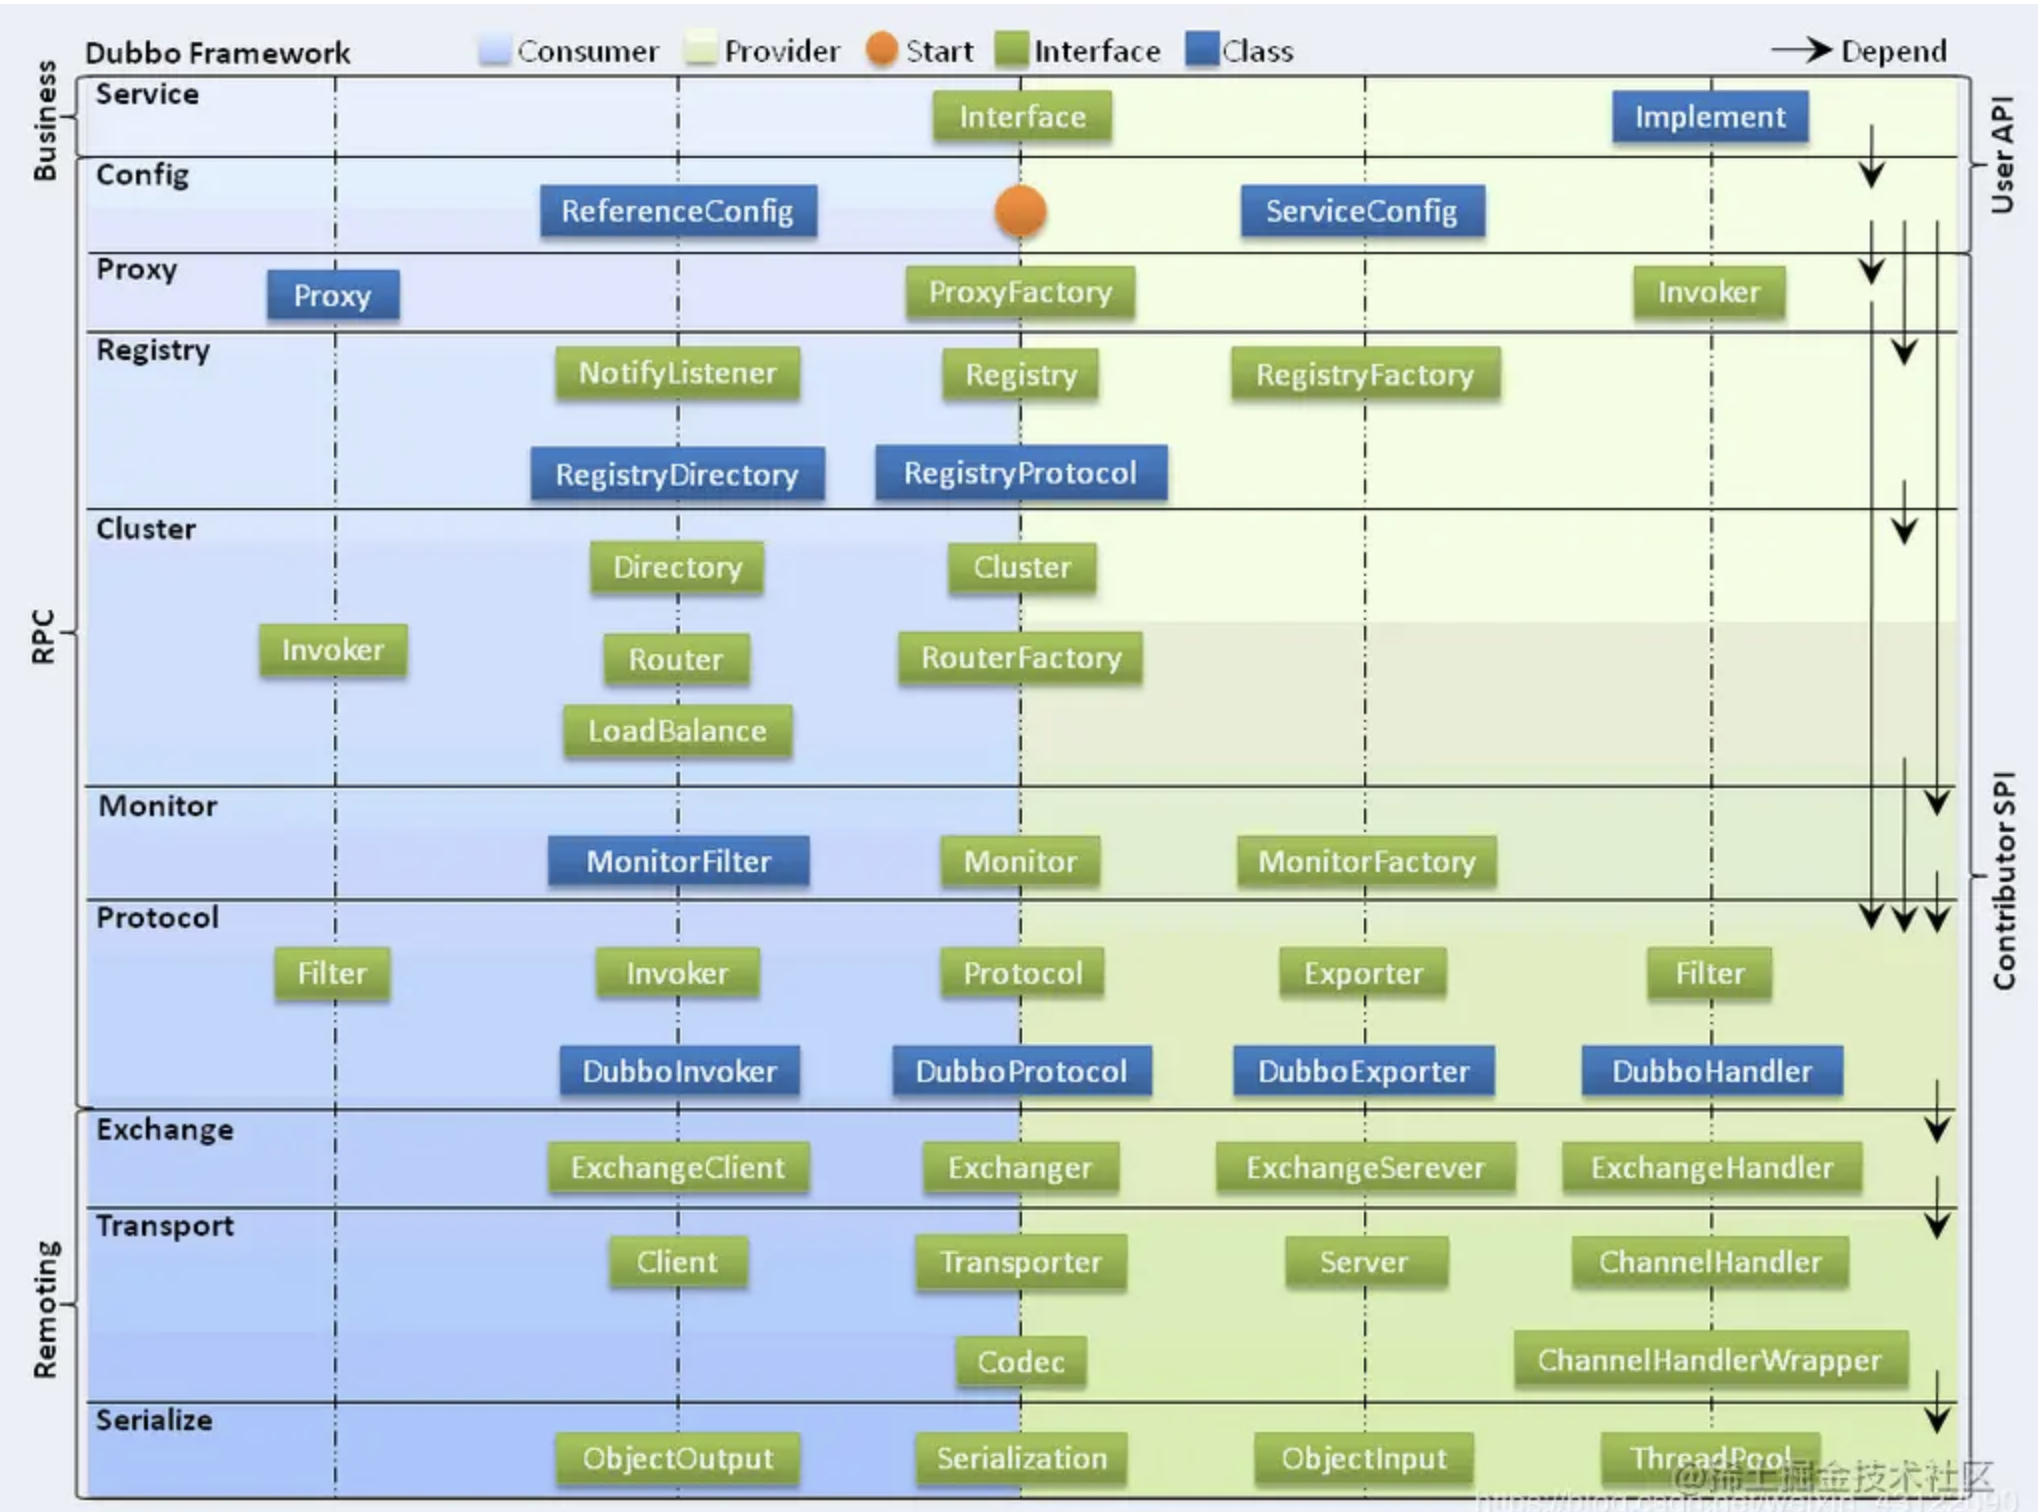 Dubbo Framework
Consumer
Provider
Start
Interface
Class
Depend
Business
User API
Service
Interface
Implement
Config
ReferenceConfig
ServiceConfig
Proxy
Proxy
ProxyFactory
Invoker
RPC
Contributor SPI
Registry
NotifyListener
Registry
RegistryFactory
RegistryDirectory
RegistryProtocol
Cluster
Directory
Cluster
Invoker
Router
RouterFactory
LoadBalance
Monitor
MonitorFilter
Monitor
MonitorFactory
Protocol
Filter
Invoker
Protocol
Exporter
Filter
DubboInvoker
DubboProtocol
DubboExporter
DubboHandler
Remoting
Exchange
ExchangeClient
Exchanger
ExchangeSerever
ExchangeHandler
Transport
Client
Transporter
Server
ChannelHandler
Codec
ChannelHandlerWrapper
Serialize
ObjectOutput
Serialization
ObjectInput
ThreadPool
@稀土掘金技术社区